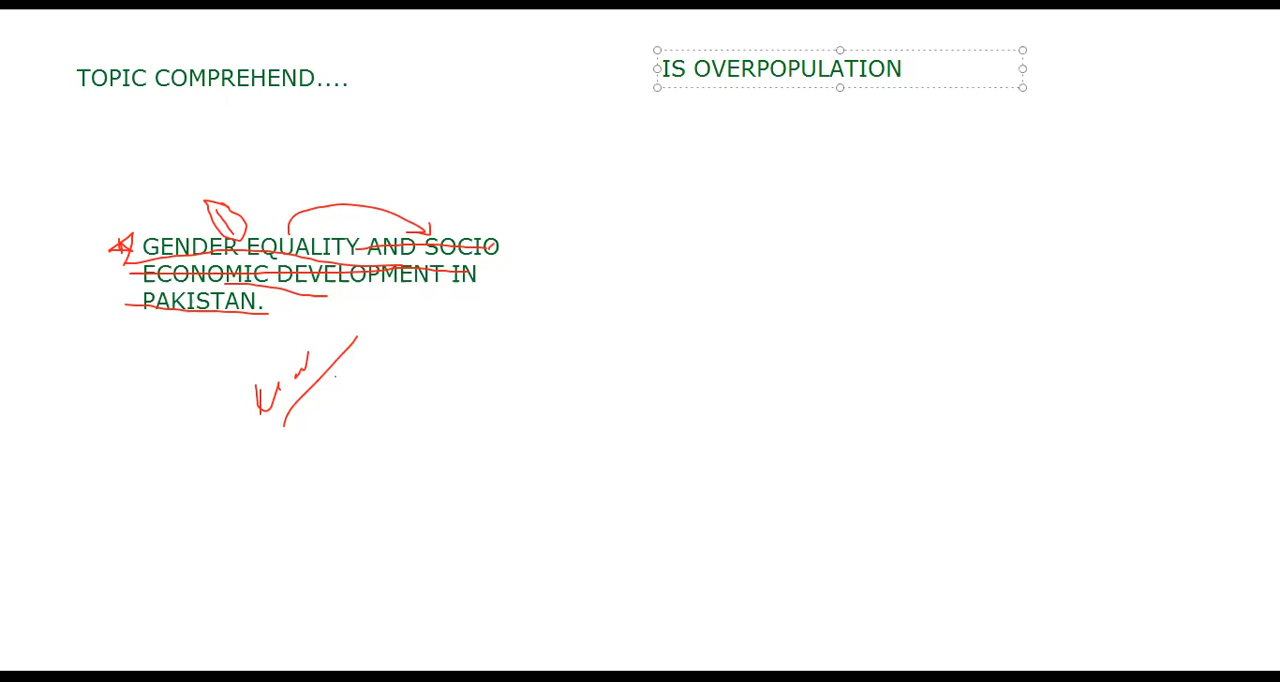 TOPIC COMPREHEND....
IS OVERPOPULATION
GENDER EQUALITY AND SOCIO
ECONOMIC DEVELOPMENT IN
PAKISTAN.